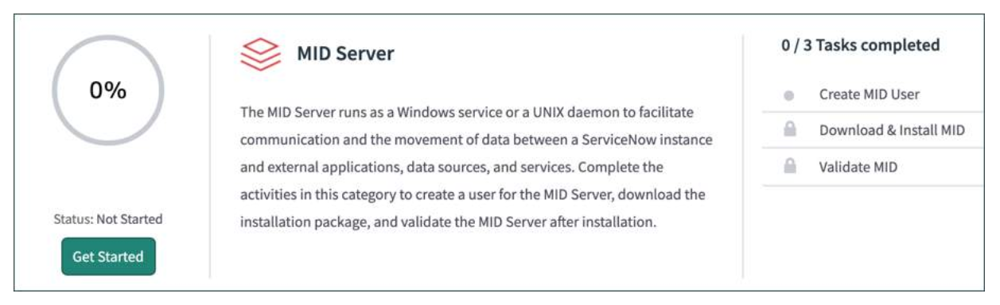 0%
Status: Not Started
Get Started
MID Server
The MID Server runs as a Windows service or a UNIX daemon to facilitate
communication and the movement of data between a ServiceNow instance
and external applications, data sources, and services. Complete the
activities in this category to create a user for the MID Server, download the
installation package, and validate the MID Server after installation.
0 / 3 Tasks completed
Create MID User
Download & Install MID
Validate MID